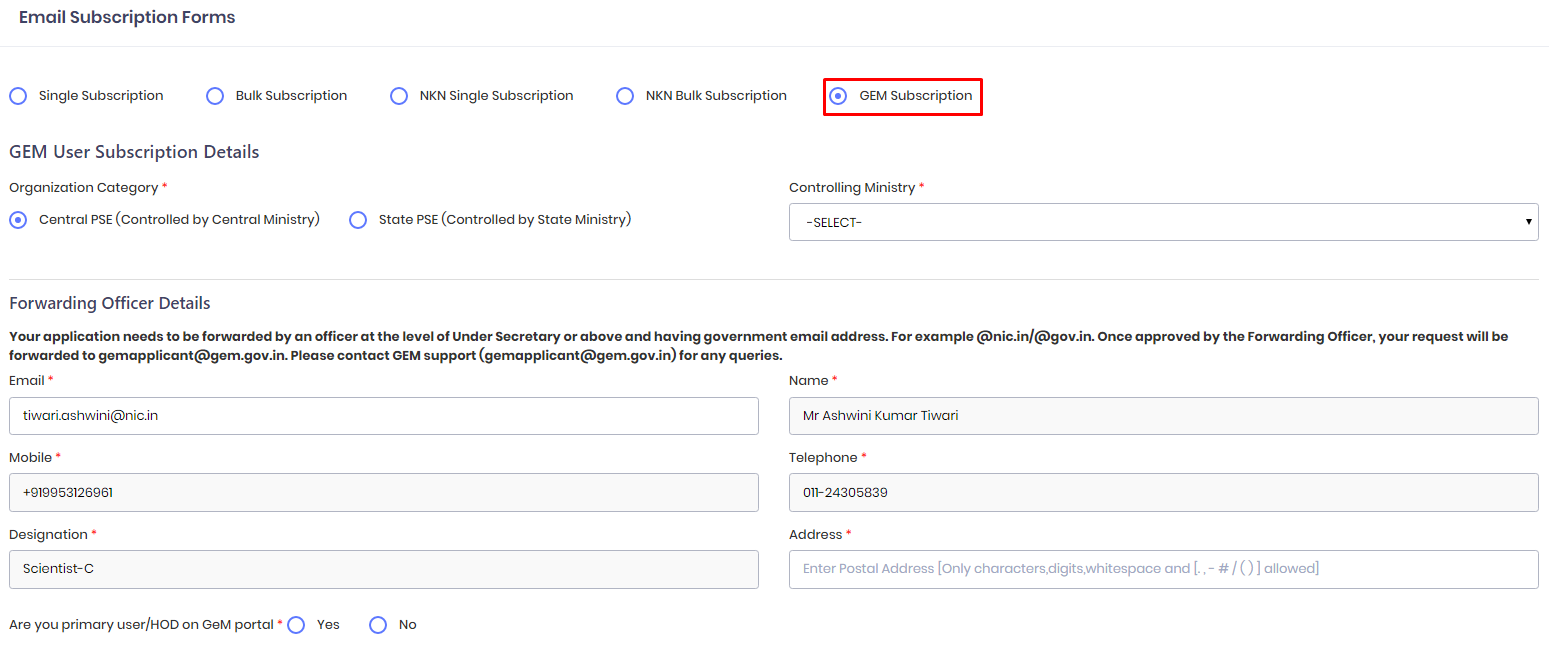 Email Subscription Forms
Single Subscription Bulk Subscription NKN Single Subscription NKN Bulk Subscription GEM Subscription
GEM User Subscription Details
Organization Category * Controlling Ministry *
Central PSE (Controlled by Central Ministry) State PSE (Controlled by State Ministry) -SELECT-
Forwarding Officer Details
Your application needs to be forwarded by an officer at the level of Under Secretary or above and having government email address. For example @nic.in/@gov.in. Once approved by the Forwarding Officer, your request will be
forwarded to gemapplicant@gem.gov.in. Please contact GEM support (gemapplicant@gem.gov.in) for any queries.
Email * Name *
tiwari.ashwini@nic.in Mr Ashwini Kumar Tiwari
Mobile * Telephone *
+919953126961 011-24305839
Designation * Address *
Scientist-C Enter Postal Address [Only characters,digits,whitespace and [. , - # / ( ) ] allowed]
Are you primary user/HOD on GeM portal * Yes No